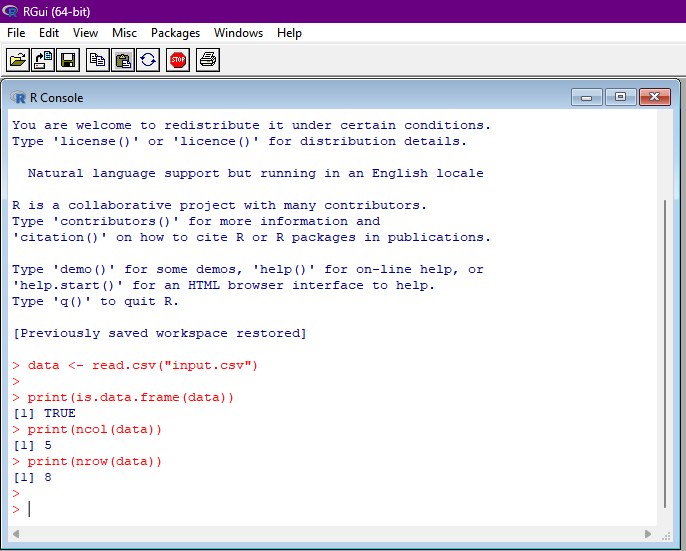 RGui (64-bit)
File Edit View Misc Packages Windows Help
STOP
R Console
You are welcome to redistribute it under certain conditions.
Type 'license()' or 'licence()' for distribution details.
Natural language support but running in an English locale
R is a collaborative project with many contributors.
Type 'contributors()' for more information and
'citation()' on how to cite R or R packages in publications.
Type 'demo()' for some demos, 'help()' for on-line help, or
'help.start()' for an HTML browser interface to help.
Type 'q()' to quit R.
[Previously saved workspace restored]
> data <- read.csv("input.csv")
>
> print(is.data.frame(data))
[1] TRUE
> print(ncol(data))
[1] 5
> print(nrow(data))
[1] 8
>
>